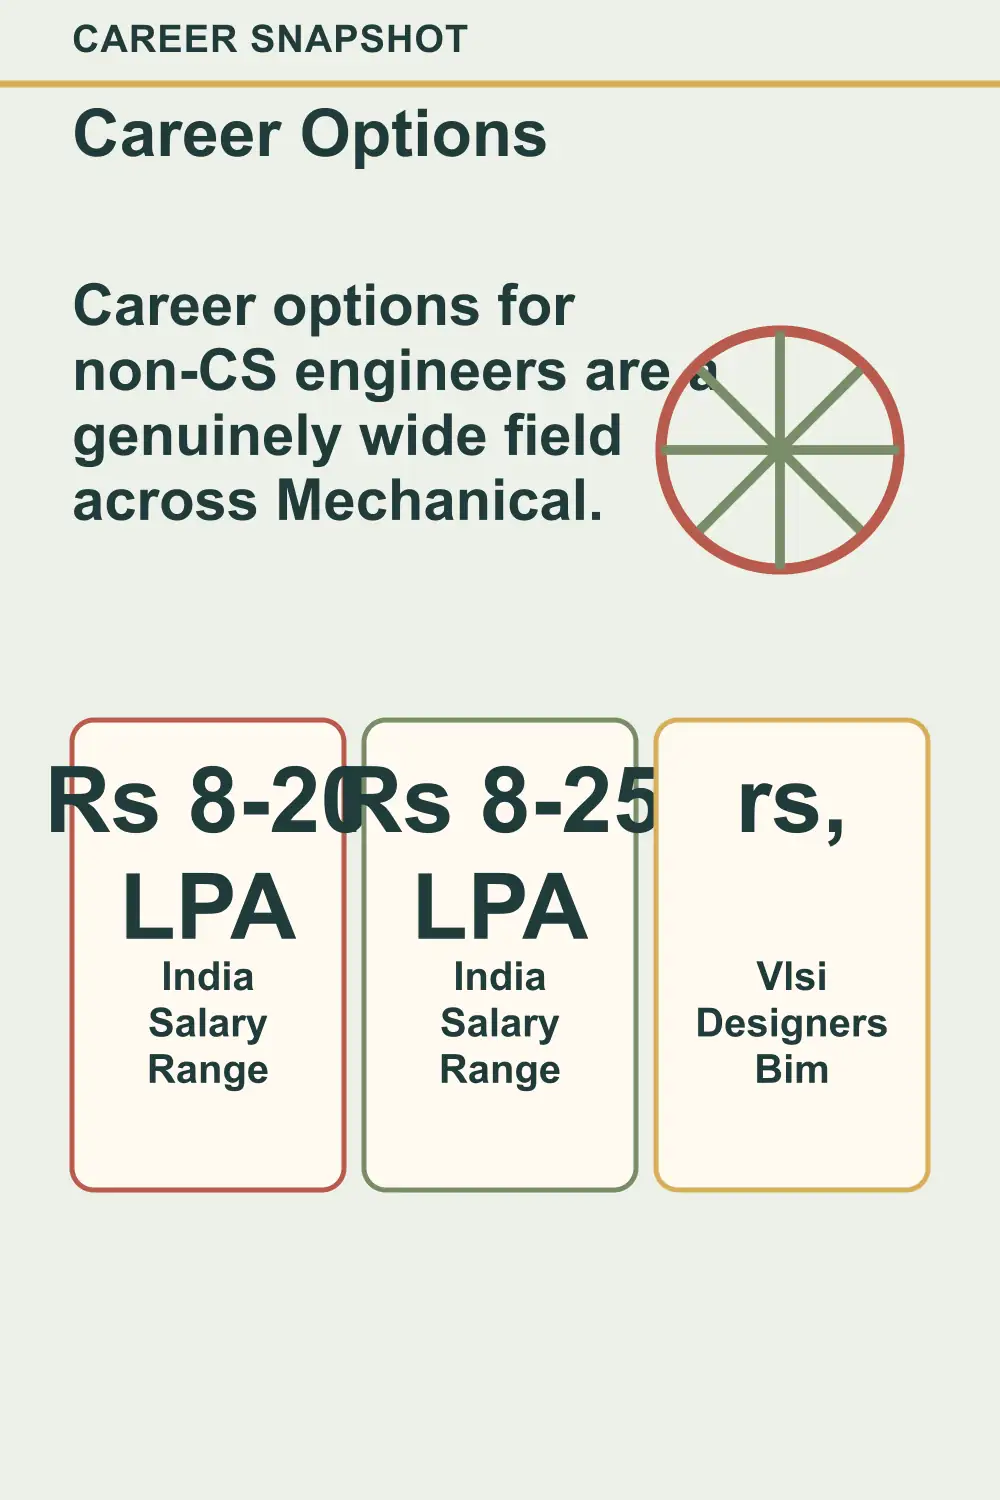 CAREER SNAPSHOT
Career Options
Career options for
non-CS engineers are a
genuinely wide field
across Mechanical.
Rs 8-20
LPA
India
Salary
Range
Rs 8-25
LPA
India
Salary
Range
rs,
Vlsi
Designers
Bim